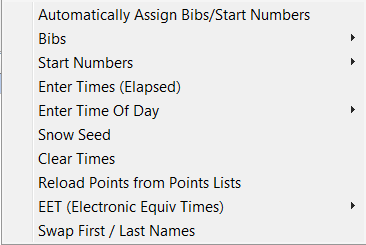 Automatically Assign Bibs/Start Numbers
Bibs
Start Numbers
Enter Times (Elapsed)
Enter Time Of Day
Snow Seed
Clear Times
Reload Points from Points Lists
EET (Electronic Equiv Times)
Swap First / Last Names